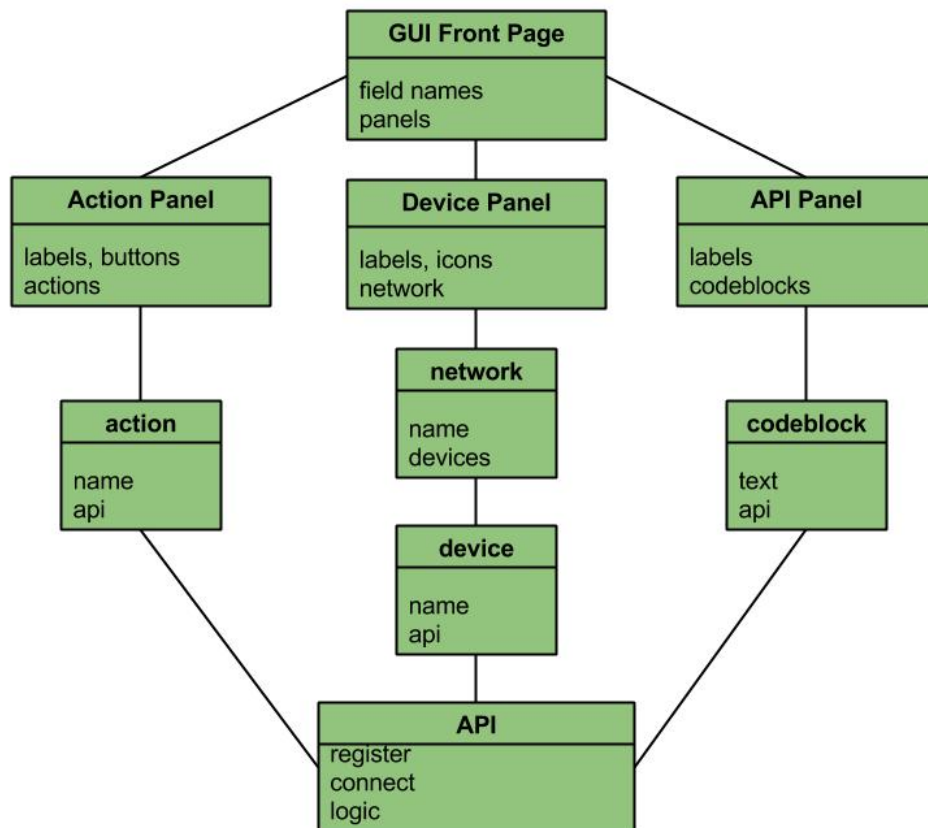 GUI Front Page
field names
panels
Action Panel
labels, buttons
actions
Device Panel
labels, icons
network
API Panel
labels
codeblocks
network
name
devices
action
name
api
codeblock
text
api
device
name
api
API
register
connect
logic